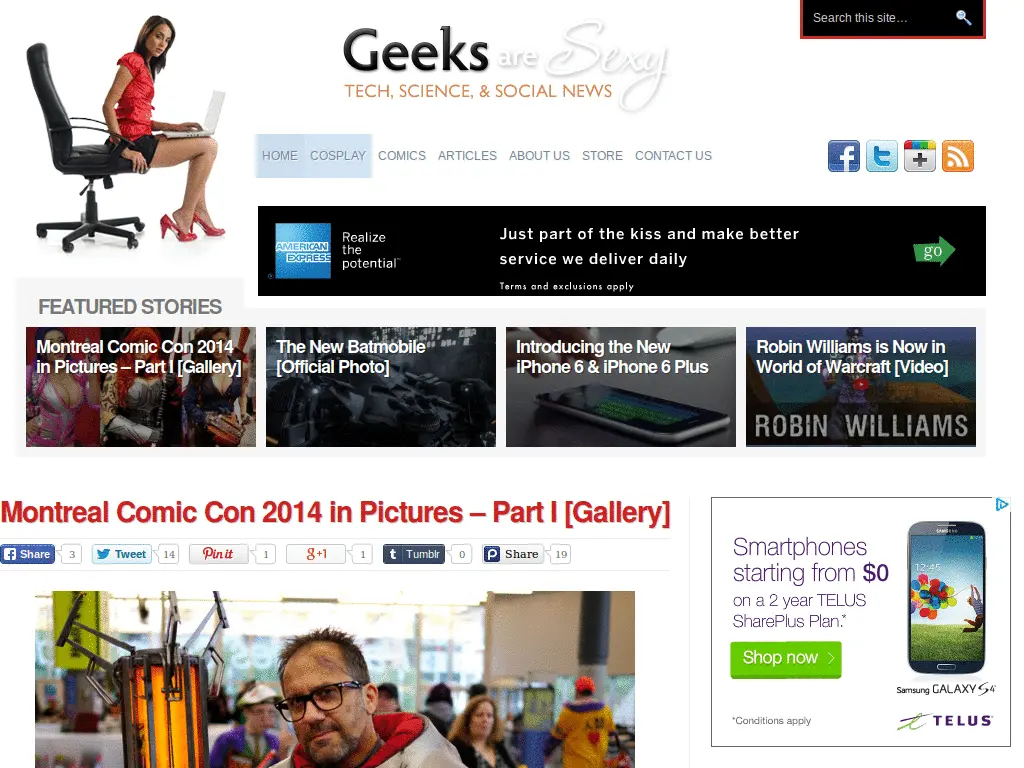 Search this site…
Geeks are Sexy
TECH, SCIENCE, & SOCIAL NEWS
HOME COSPLAY COMICS ARTICLES ABOUT US STORE CONTACT US
AMERICAN EXPRESS
Realize
the
potential™
Just part of the kiss and make better
service we deliver daily
Terms and exclusions apply
go
FEATURED STORIES
Montreal Comic Con 2014
in Pictures – Part I [Gallery]
The New Batmobile
[Official Photo]
Introducing the New
iPhone 6 & iPhone 6 Plus
Robin Williams is Now in
World of Warcraft [Video]
ROBIN WILLIAMS
Montreal Comic Con 2014 in Pictures – Part I [Gallery]
Share 3 Tweet 14 Pin it 1 +1 1 Tumblr 0 Share 19
Smartphones
starting from $0
on a 2 year TELUS
SharePlus Plan.*
Shop now
SAMSUNG
12:45
Samsung GALAXY S4
*Conditions apply
TELUS®